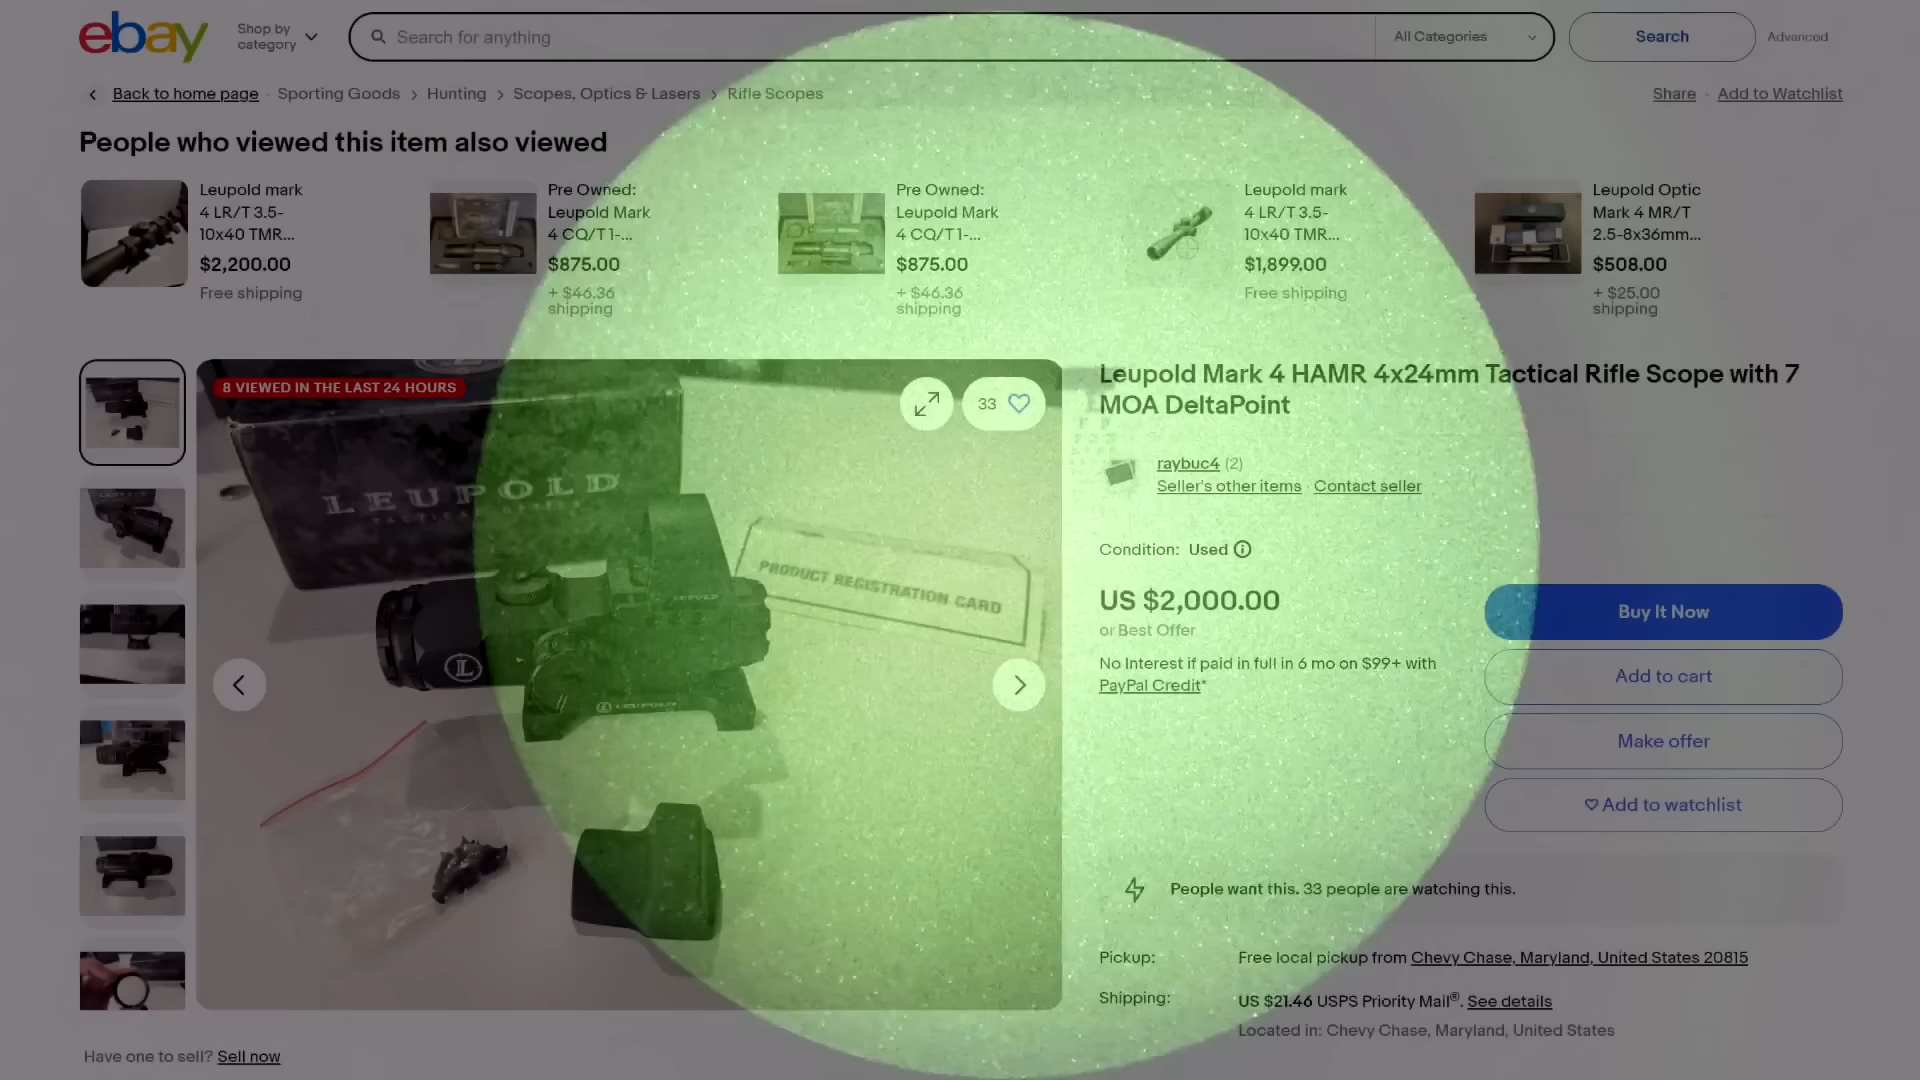 ebay
Shop by
category
Search for anything
All Categories
Search
Advanced
Back to home page
Sporting Goods
Hunting
Scopes, Optics & Lasers
Rifle Scopes
Share
Add to Watchlist
People who viewed this item also viewed
Leupold mark
4 LR/T 3.5-
10x40 TMR...
$2,200.00
Free shipping
Pre Owned:
Leupold Mark
4 CQ/T 1-...
$875.00
+ $46.36
shipping
Pre Owned:
Leupold Mark
4 CQ/T 1-...
$875.00
+ $46.36
shipping
Leupold mark
4 LR/T 3.5-
10x40 TMR...
$1,899.00
Free shipping
Leupold Optic
Mark 4 MR/T
2.5-8x36mm...
$508.00
+ $25.00
shipping
8 VIEWED IN THE LAST 24 HOURS
33
LEUPOLD
PRODUCT REGISTRATION CARD
LEUPOLD
L
LEUPOLD
Leupold Mark 4 HAMR 4x24mm Tactical Rifle Scope with 7
MOA DeltaPoint
raybuc4 (2)
Seller's other items
Contact seller
Condition: Used
US $2,000.00
or Best Offer
No Interest if paid in full in 6 mo on $99+ with
PayPal Credit*
Buy It Now
Add to cart
Make offer
Add to watchlist
People want this. 33 people are watching this.
Pickup: Free local pickup from Chevy Chase, Maryland, United States 20815
Shipping: US $21.46 USPS Priority Mail®. See details
Located in: Chevy Chase, Maryland, United States
Have one to sell? Sell now